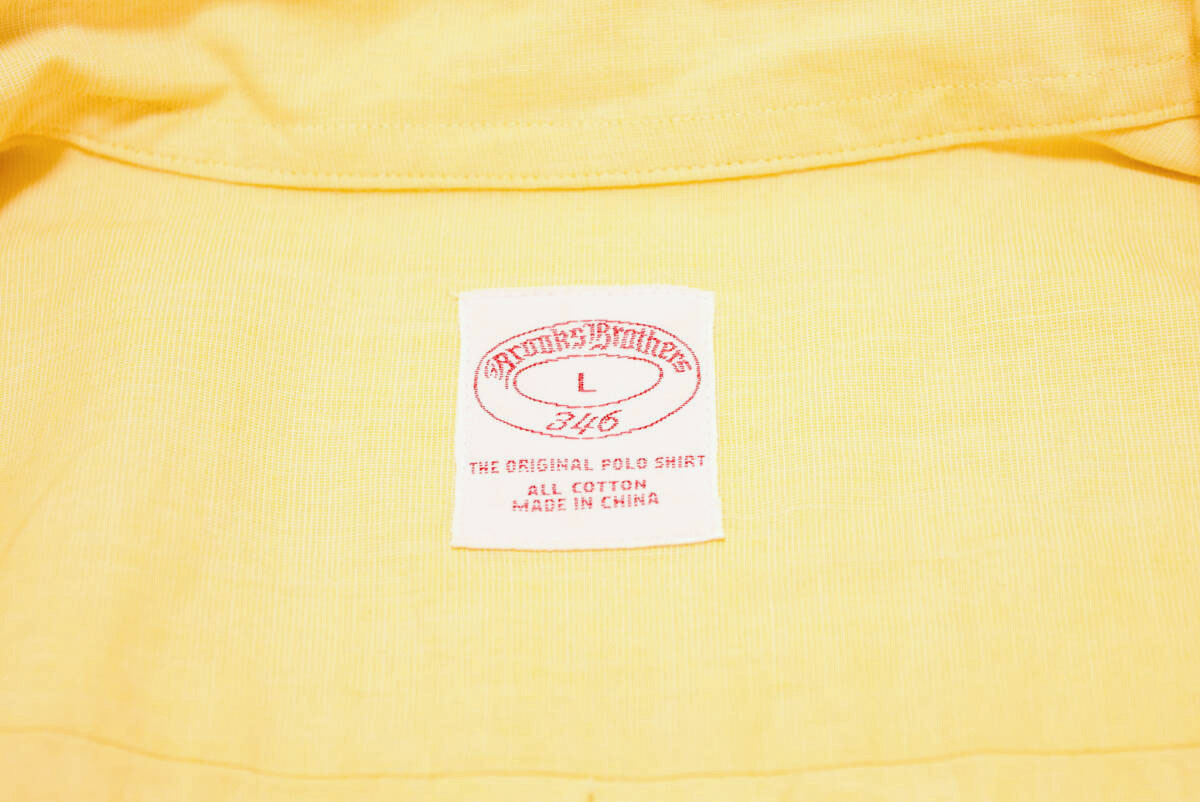 Brooks Brothers
L
346
THE ORIGINAL POLO SHIRT
ALL COTTON
MADE IN CHINA